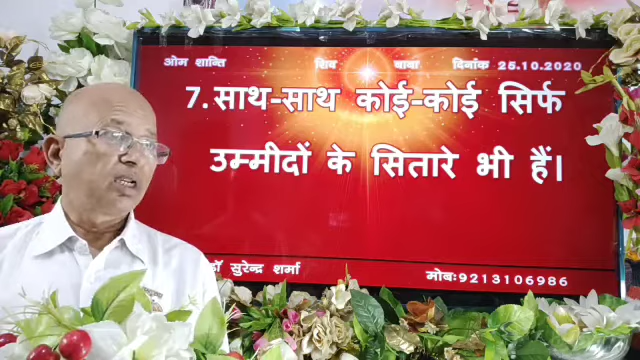 ओम शान्ति शिव बाबा दिनांक 25.10.2020
7. साथ-साथ कोई-कोई सिर्फ
उम्मीदों के सितारे भी हैं।
डॉ सुरेन्द्र शर्मा मोबः9213106986